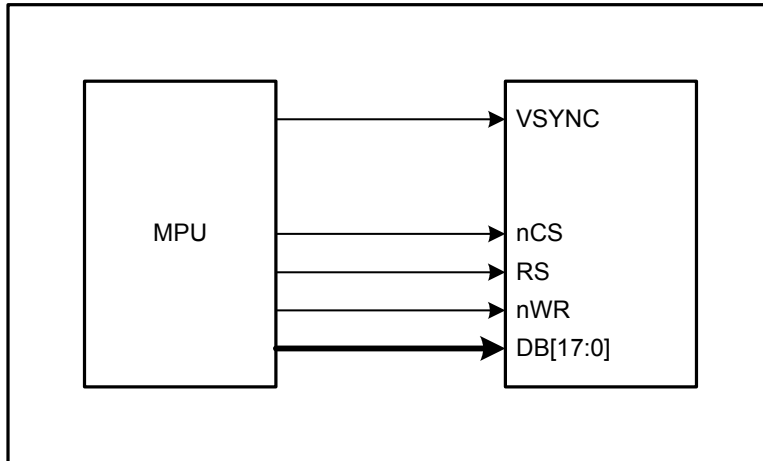 VSYNC
MPU
nCS
RS
nWR
DB[17:0]